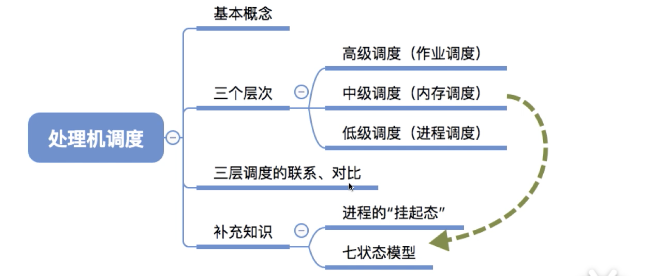 基本概念
高级调度（作业调度）
三个层次
中级调度（内存调度）
低级调度（进程调度）
处理机调度
三层调度的联系、对比
进程的“挂起态”
补充知识
七状态模型